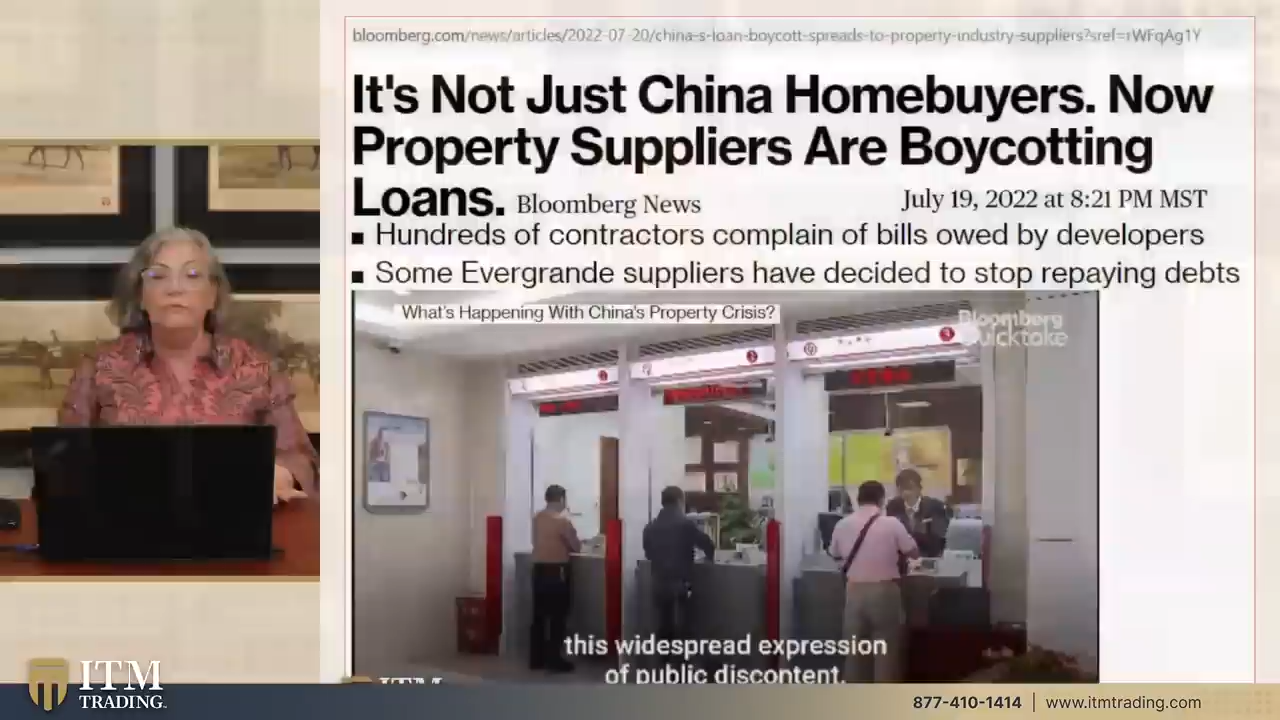 bloomberg.com/news/articles/2022-07-20/china-s-loan-boycott-spreads-to-property-industry-suppliers?sref=rWFqAg1Y
It's Not Just China Homebuyers. Now
Property Suppliers Are Boycotting
Loans. Bloomberg News July 19, 2022 at 8:21 PM MST
■ Hundreds of contractors complain of bills owed by developers
■ Some Evergrande suppliers have decided to stop repaying debts
What's Happening With China's Property Crisis?
Bloomberg
Quicktake
this widespread expression
of public discontent.
ITM
ITM
TRADING
877-410-1414 | www.itmtrading.com